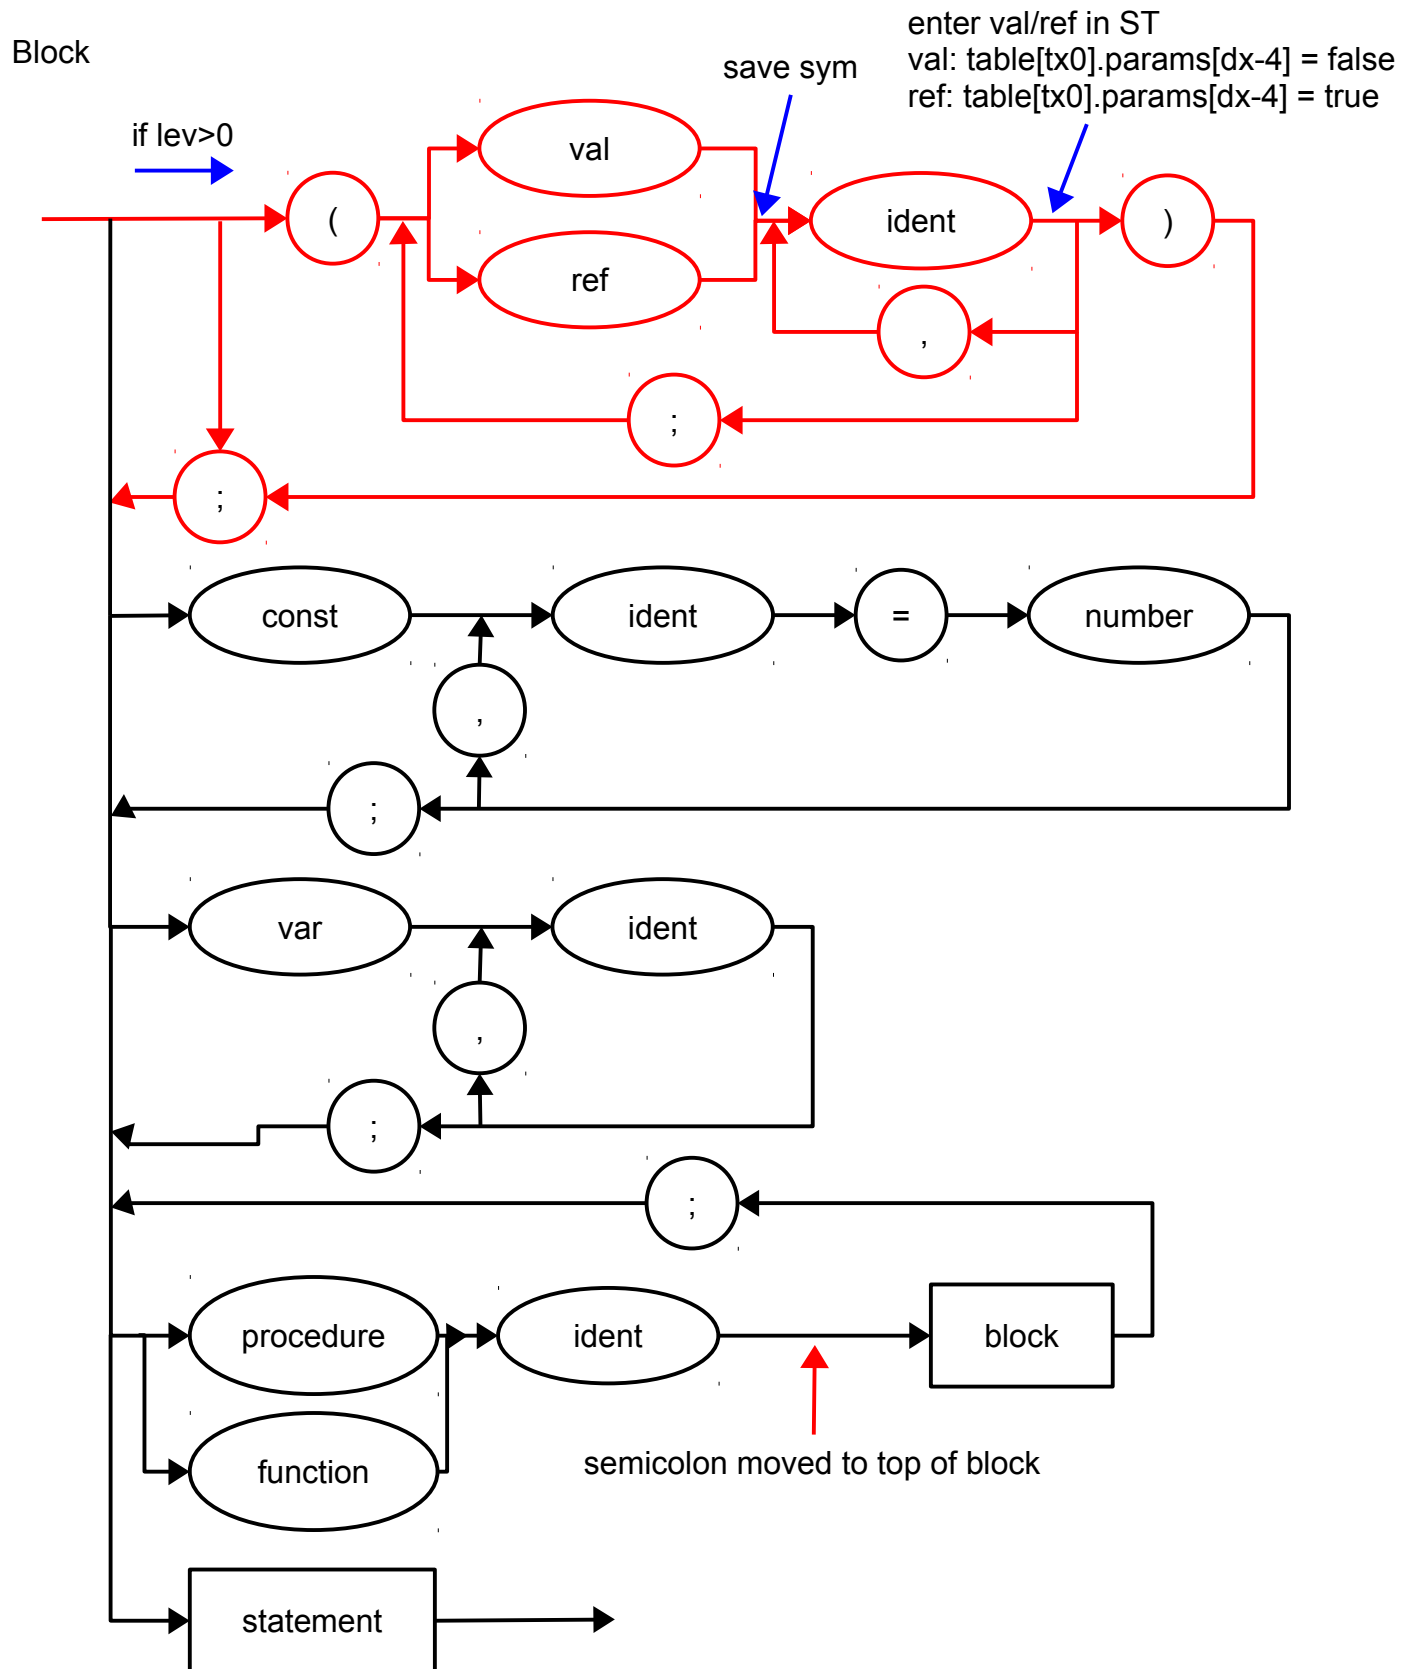 Block
enter val/ref in ST
val: table[tx0].params[dx-4] = false
ref: table[tx0].params[dx-4] = true
save sym
if lev>0
val
(
ident
)
ref
,
;
;
const
ident
=
number
,
;
var
ident
,
;
;
procedure
ident
block
semicolon moved to top of block
function
statement